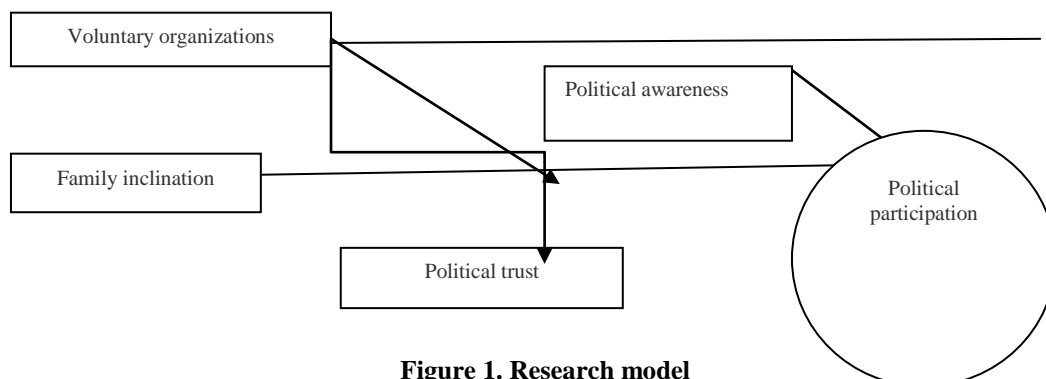 Voluntary organizations
Political awareness
Family inclination
Political
participation
Political trust
Figure 1. Research model